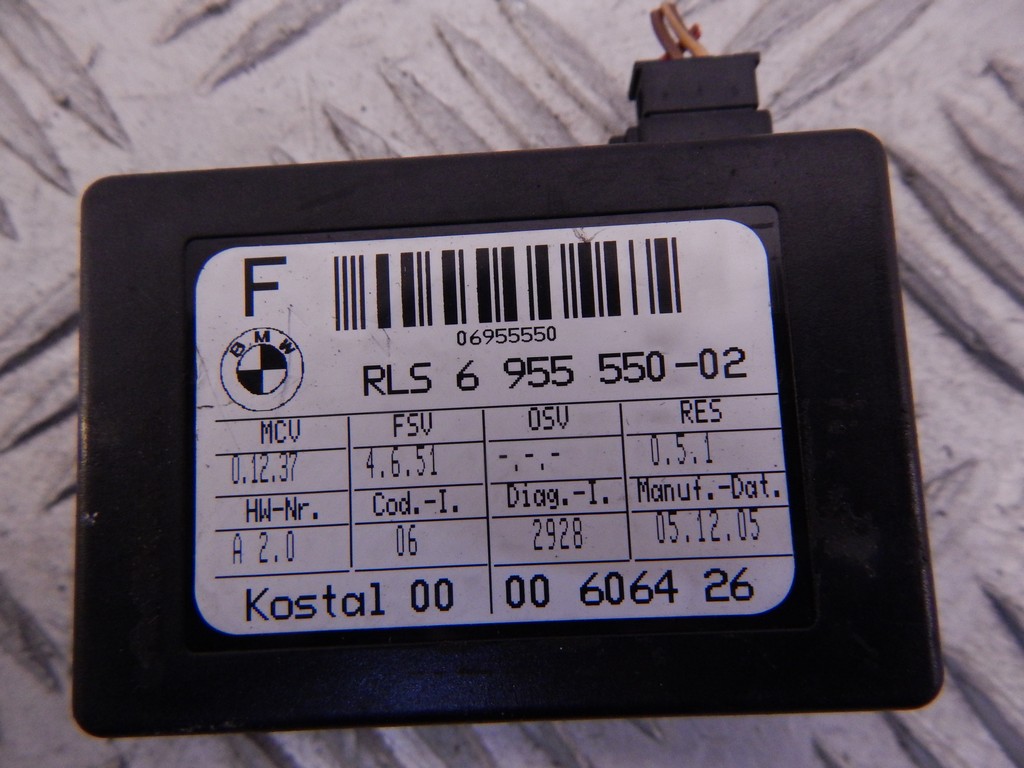 F
06955550
BMW
RLS 6 955 550-02
MCV FSV OSV RES
0.12.37 4.6.51 -.-.- 0.5.1
HW-Nr. Cod.-I. Diag.-I. Manuf.-Dat.
A 2.0 06 2928 05.12.05
Kostal 00 00 6064 26